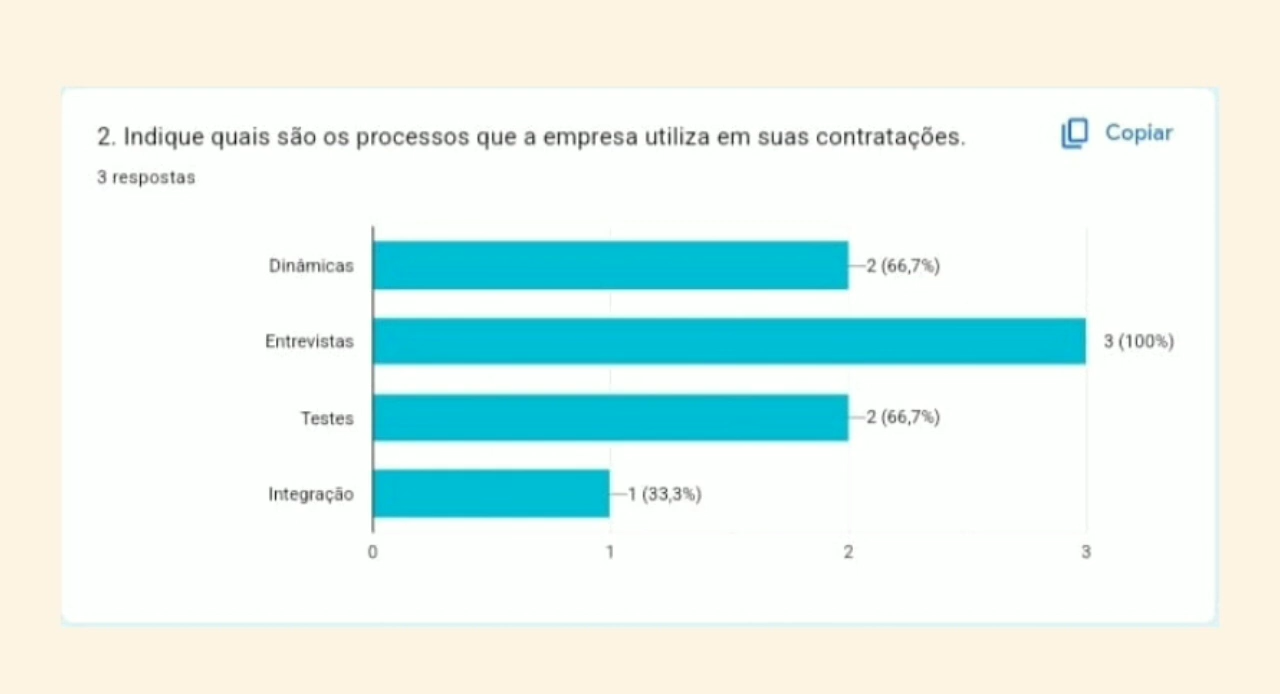 2. Indique quais são os processos que a empresa utiliza em suas contratações.
Copiar
3 respostas
Dinâmicas
2 (66,7%)
Entrevistas
3 (100%)
Testes
2 (66,7%)
Integração
1 (33,3%)
0
1
2
3